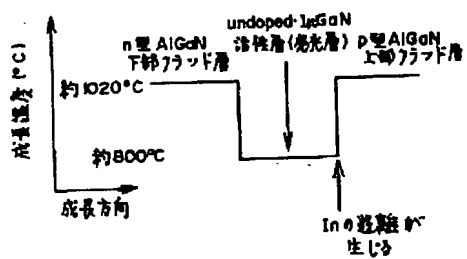 undoped InGaN
n型AlGaN
活性層(発光層)
p型AlGaN
下部クラッド層
上部クラッド層
成長温度(°C)
約1020°C
約800°C
成長方向
Inの
が
生じる